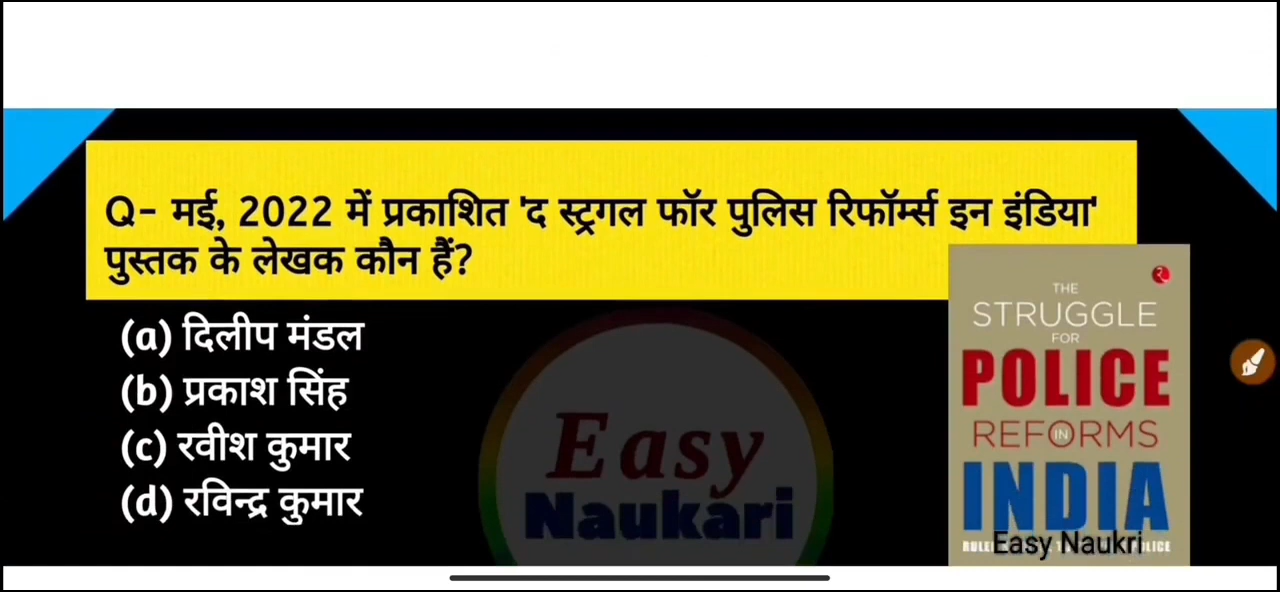 Q- मई, 2022 में प्रकाशित 'द स्ट्रगल फॉर पुलिस रिफॉर्म्स इन इंडिया'
पुस्तक के लेखक कौन हैं?
(a) दिलीप मंडल
(b) प्रकाश सिंह
(c) रवीश कुमार
(d) रविन्द्र कुमार
Easy
Naukari
THE
STRUGGLE
FOR
POLICE
REFORMS
IN
INDIA
Easy Naukri